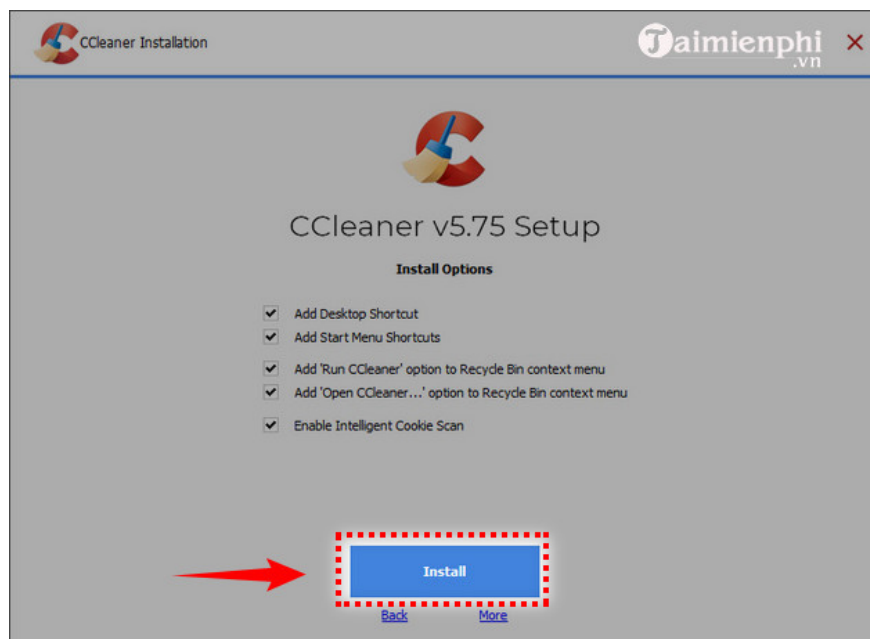 CCleaner Installation
Taimienphi
.vn
CCleaner v5.75 Setup
Install Options
Add Desktop Shortcut
Add Start Menu Shortcuts
Add 'Run CCleaner' option to Recycle Bin context menu
Add 'Open CCleaner...' option to Recycle Bin context menu
Enable Intelligent Cookie Scan
Install
Back More